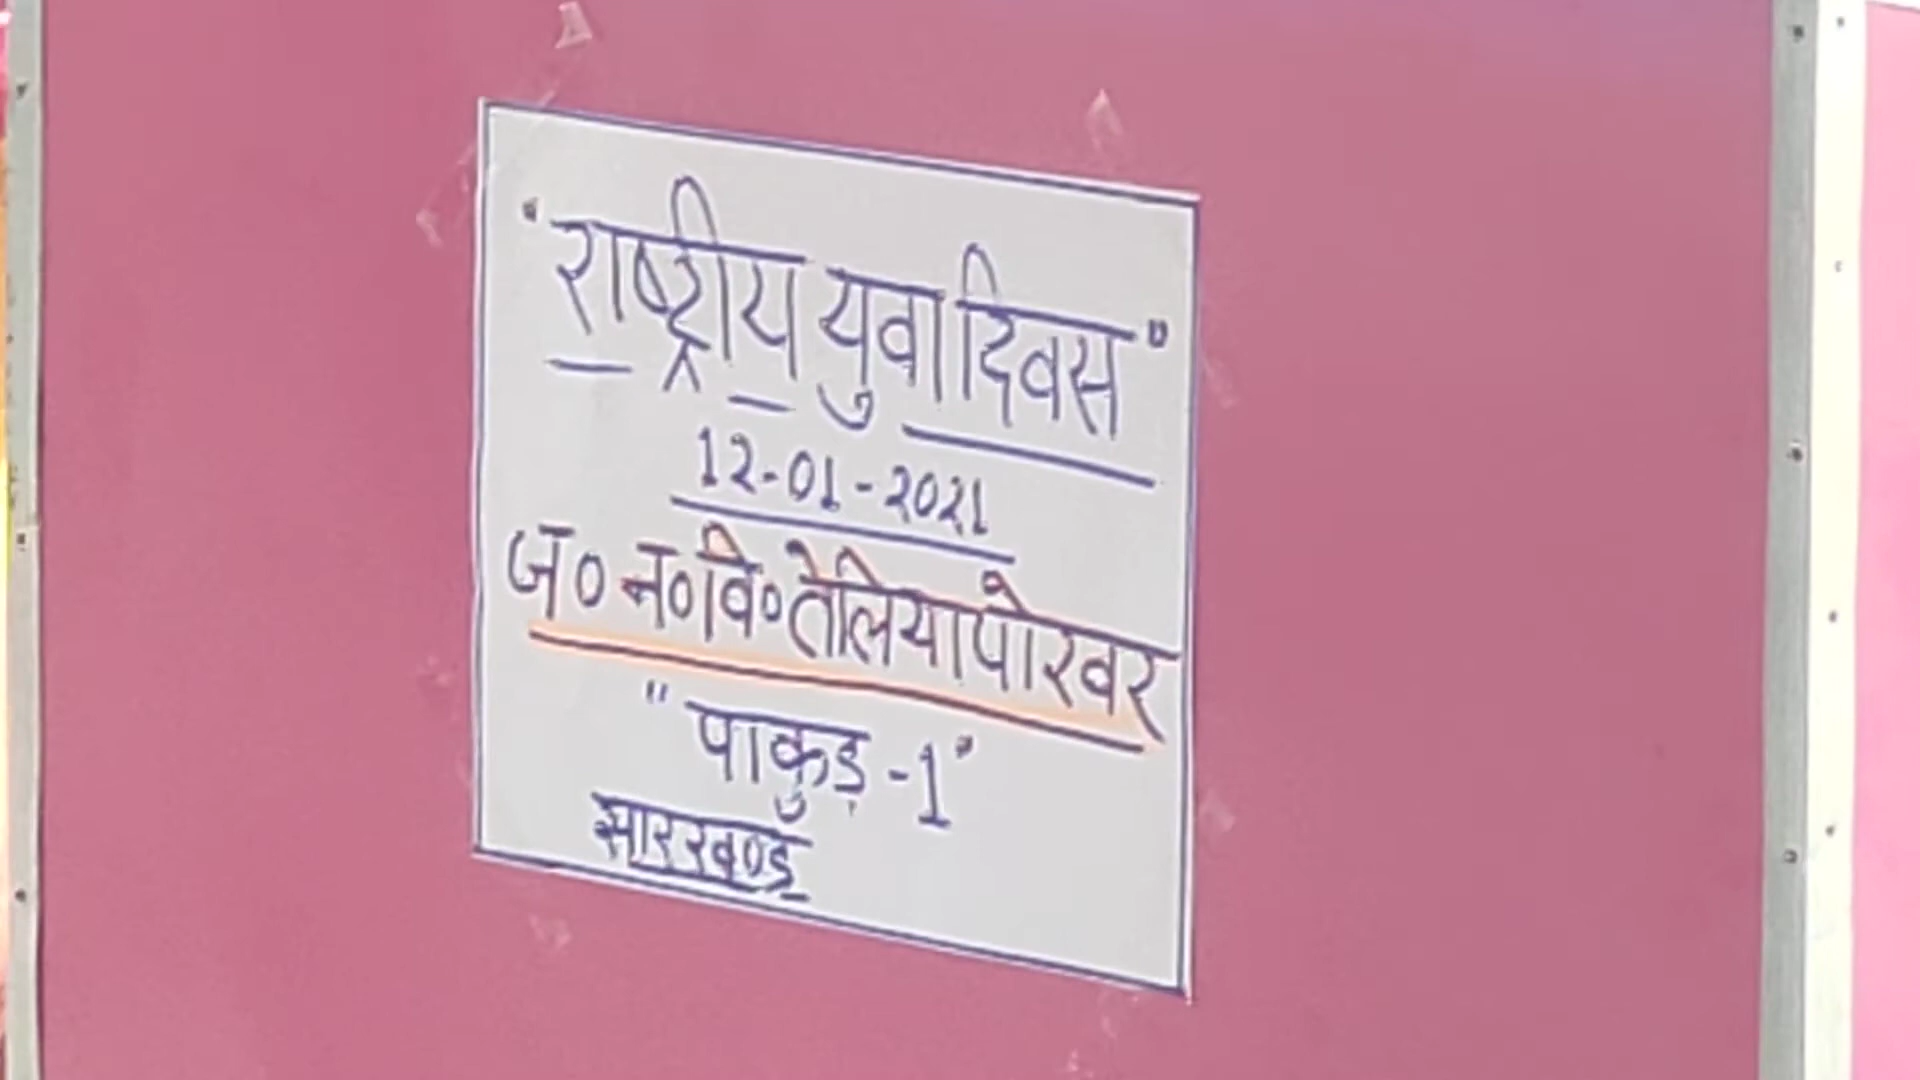 "राष्ट्रीय युवा दिवस"
12-01-2021
ज० न० वि० तेलियापोखर
"पाकुड़ -1"
झारखण्ड